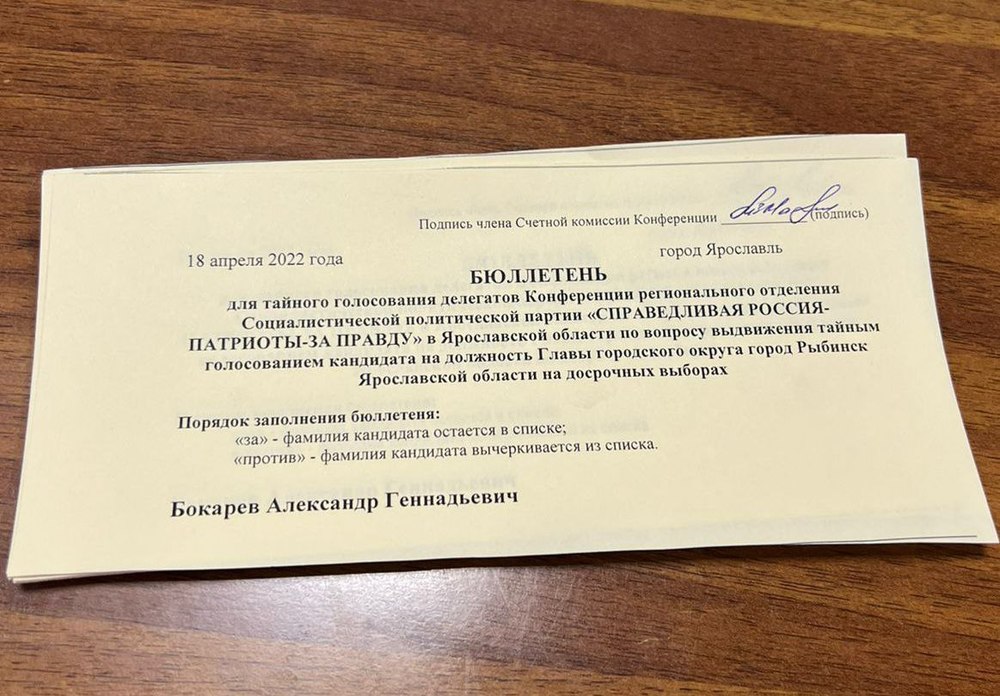 Подпись члена Счетной комиссии Конференции __________(подпись)
18 апреля 2022 года город Ярославль
БЮЛЛЕТЕНЬ
для тайного голосования делегатов Конференции регионального отделения
Социалистической политической партии «СПРАВЕДЛИВАЯ РОССИЯ-
ПАТРИОТЫ-ЗА ПРАВДУ» в Ярославской области по вопросу выдвижения тайным
голосованием кандидата на должность Главы городского округа город Рыбинск
Ярославской области на досрочных выборах
Порядок заполнения бюллетеня:
«за» - фамилия кандидата остается в списке;
«против» - фамилия кандидата вычеркивается из списка.
Бокарев Александр Геннадьевич